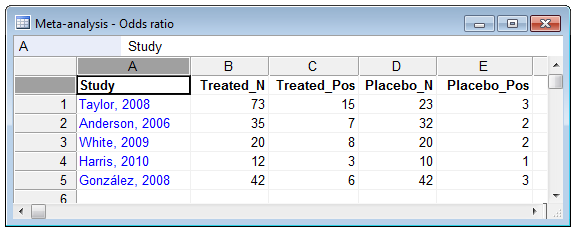 Meta-analysis - Odds ratio
A Study
A B C D E
Study Treated_N Treated_Pos Placebo_N Placebo_Pos
1 Taylor, 2008 73 15 23 3
2 Anderson, 2006 35 7 32 2
3 White, 2009 20 8 20 2
4 Harris, 2010 12 3 10 1
5 González, 2008 42 6 42 3
6